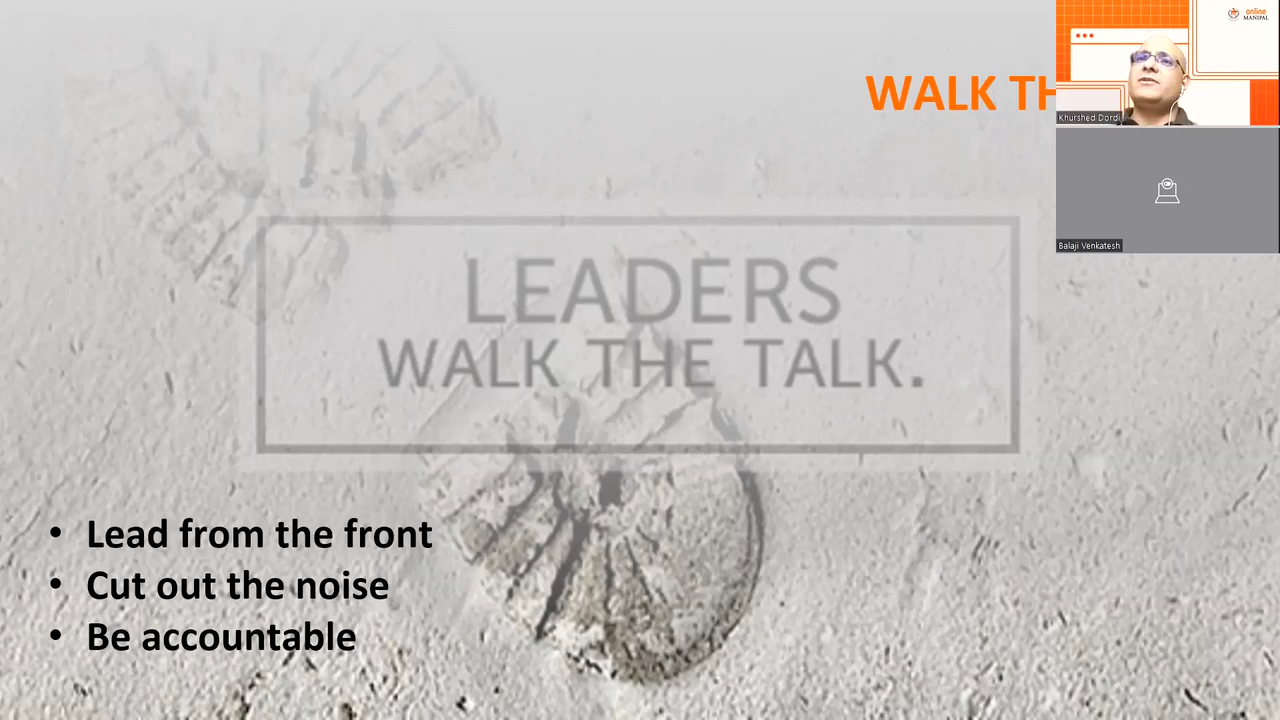 WALK TH
online
MANIPAL
Khurshed Dordi
Balaji Venkatesh
LEADERS
WALK THE TALK.
• Lead from the front
• Cut out the noise
• Be accountable